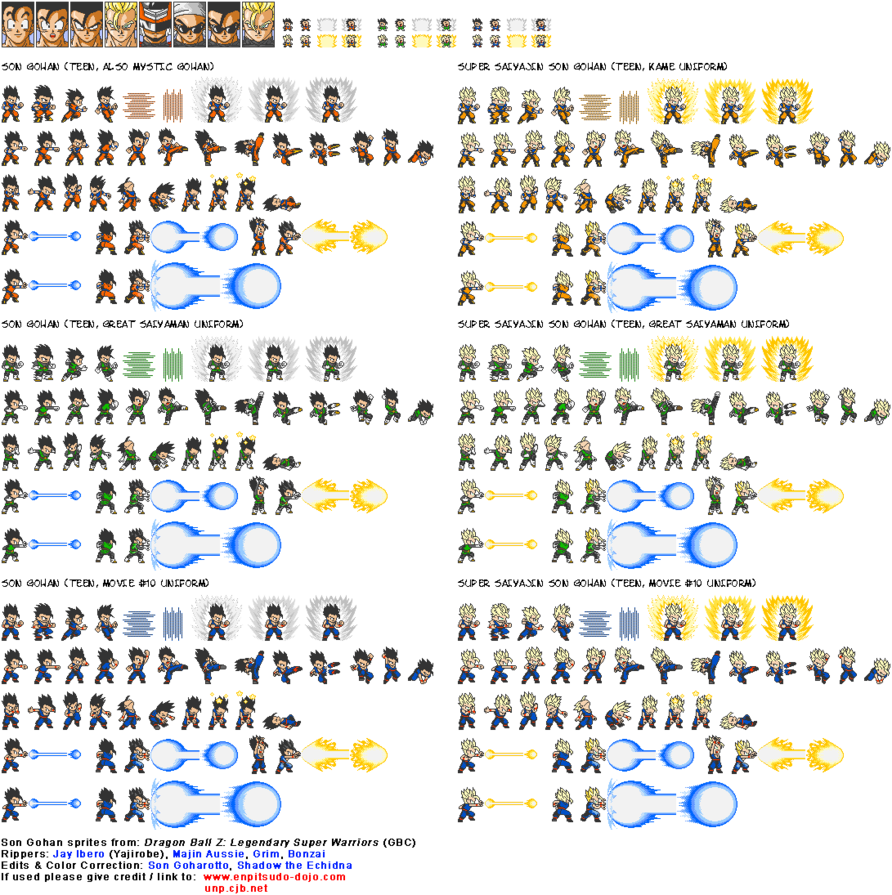 SON GOHAN (TEEN, ALSO MYSTIC GOHAN)
SUPER SAIYAJIN SON GOHAN (TEEN, KAME UNIFORM)
SON GOHAN (TEEN, GREAT SAIYAMAN UNIFORM)
SUPER SAIYAJIN SON GOHAN (TEEN, GREAT SAIYAMAN UNIFORM)
SON GOHAN (TEEN, MOVIE #10 UNIFORM)
SUPER SAIYAJIN SON GOHAN (TEEN, MOVIE #10 UNIFORM)
Son Gohan sprites from: Dragon Ball Z: Legendary Super Warriors (GBC)
Rippers: Jay Ibero (Yajirobe), Majin Aussie, Grim, Bonzai
Edits & Color Correction: Son Goharotto, Shadow the Echidna
If used please give credit / link to: www.enpitsudo-dojo.com
unp.cjb.net